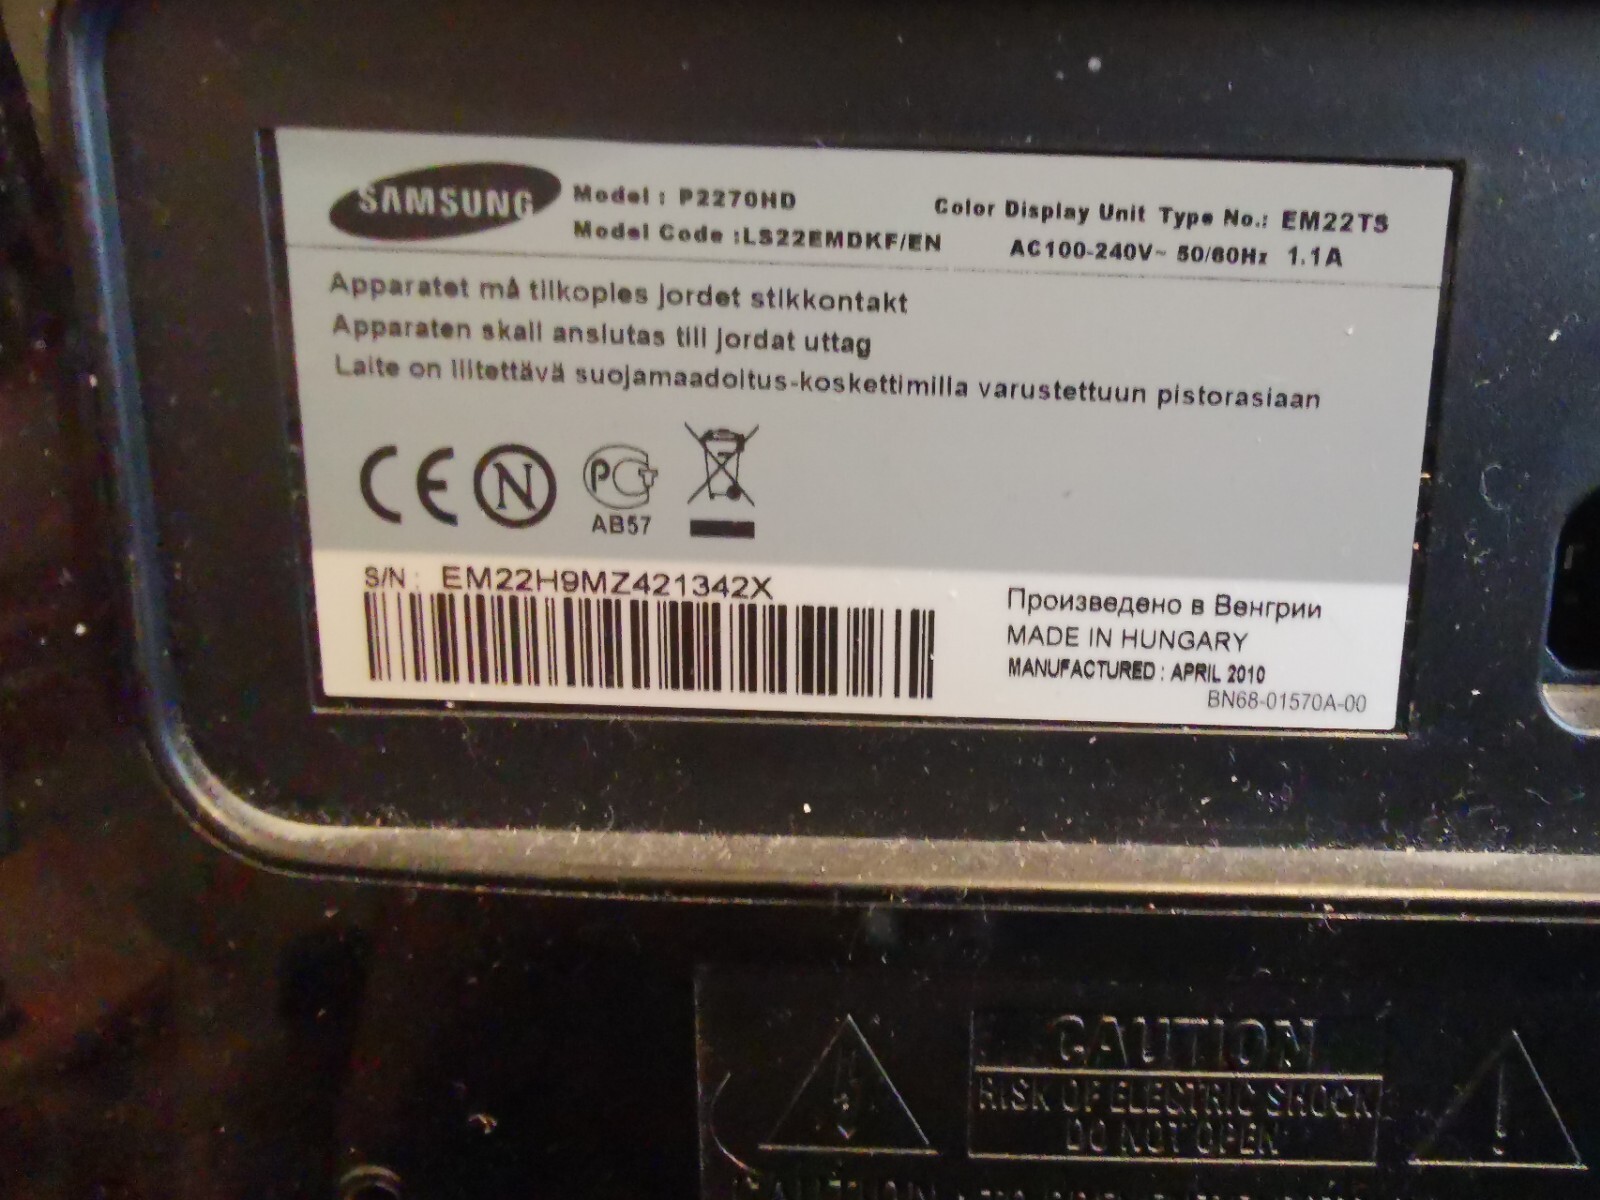 SAMSUNG
Model : P2270HD
Model Code :LS22EMDKF/EN
Color Display Unit Type No.: EM22TS
AC100-240V~ 50/60Hz 1.1A
Apparatet må tilkoples jordet stikkontakt
Apparaten skall anslutas till jordat uttag
Laite on liitettävä suojamaadoitus-koskettimilla varustettuun pistorasiaan
CE N PCT
AB57
S/N : EM22H9MZ421342X
Произведено в Венгрии
MADE IN HUNGARY
MANUFACTURED : APRIL 2010
BN68-01570A-00
CAUTION
RISK OF ELECTRIC SHOCK
DO NOT OPEN